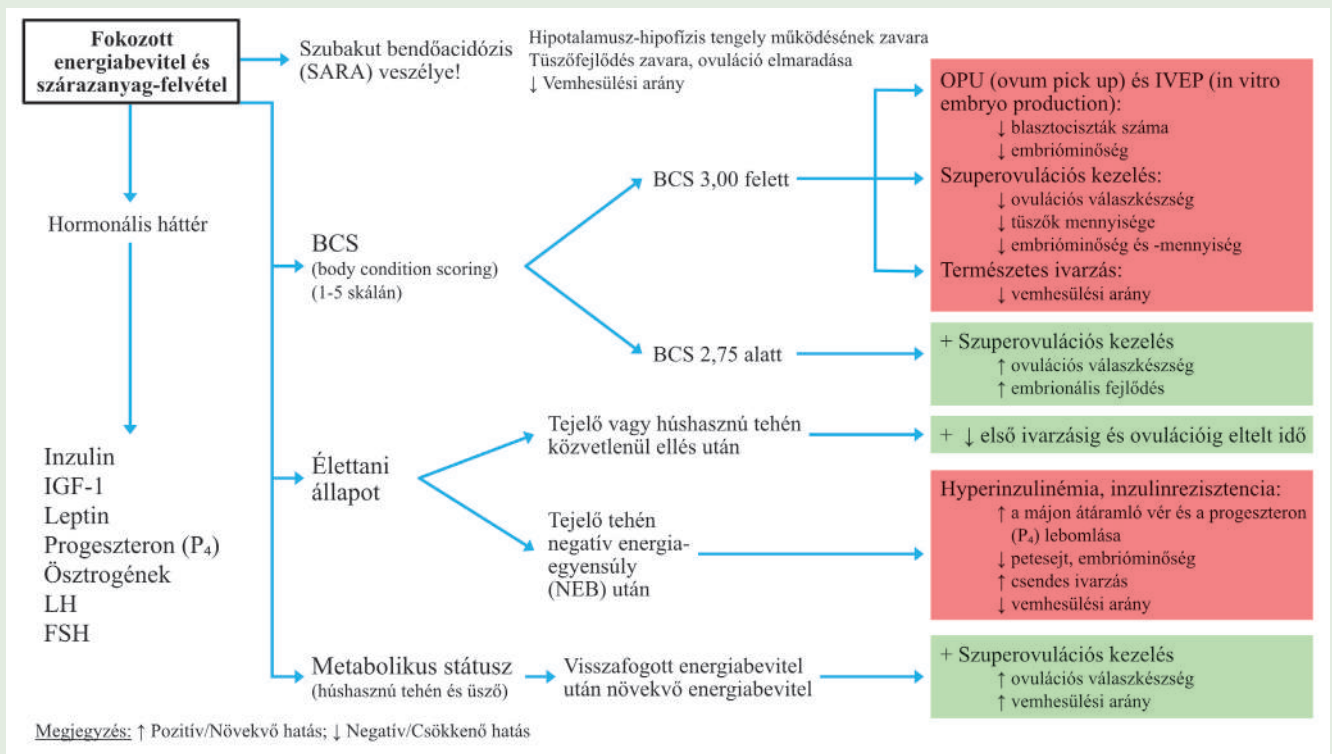 Fokozott
energiabevitel és
szárazanyag-felvétel
Szubakut bendőacidózis
(SARA) veszélye!
Hipotalamusz-hipofízis tengely működésének zavara
Tüszőfejlődés zavara, ovuláció elmaradása
↓ Vemhesülési arány
Hormonális háttér
Inzulin
IGF-1
Leptin
Progeszteron (P₄)
Ösztrogének
LH
FSH
BCS
(body condition scoring)
(1-5 skálán)
BCS 3,00 felett
OPU (ovum pick up) és IVEP (in vitro
embryo production):
↓ blasztociszták száma
↓ embrióminőség
Szuperovulációs kezelés:
↓ ovulációs válaszkészség
↓ tüszők mennyisége
↓ embrióminőség és -mennyiség
Természetes ivarzás:
↓ vemhesülési arány
BCS 2,75 alatt
+ Szuperovulációs kezelés
↑ ovulációs válaszkészség
↑ embrionális fejlődés
Élettani
állapot
Tejelő vagy húshasznú tehén
közvetlenül ellés után
+ ↓ első ivarzásig és ovulációig eltelt idő
Tejelő tehén
negatív energia-
egyensúly
(NEB) után
Hyperinzulinémia, inzulinrezisztencia:
↑ a májon átáramló vér és a progeszteron
(P₄) lebomlása
↓ petesejt, embrióminőség
↑ csendes ivarzás
↓ vemhesülési arány
Metabolikus státusz
(húshasznú tehén és üsző)
Visszafogott energiabevitel
után növekvő energiabevitel
+ Szuperovulációs kezelés
↑ ovulációs válaszkészség
↑ vemhesülési arány
Megjegyzés: ↑ Pozitív/Növekvő hatás; ↓ Negatív/Csökkenő hatás